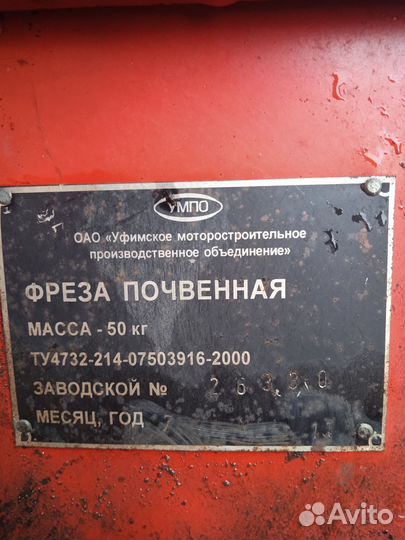 УМПО
ОАО «Уфимское моторостроительное
производственное объединение»
ФРЕЗА ПОЧВЕННАЯ
МАССА - 50 кг
ТУ4732-214-07503916-2000
ЗАВОДСКОЙ №
МЕСЯЦ, ГОД
Avito